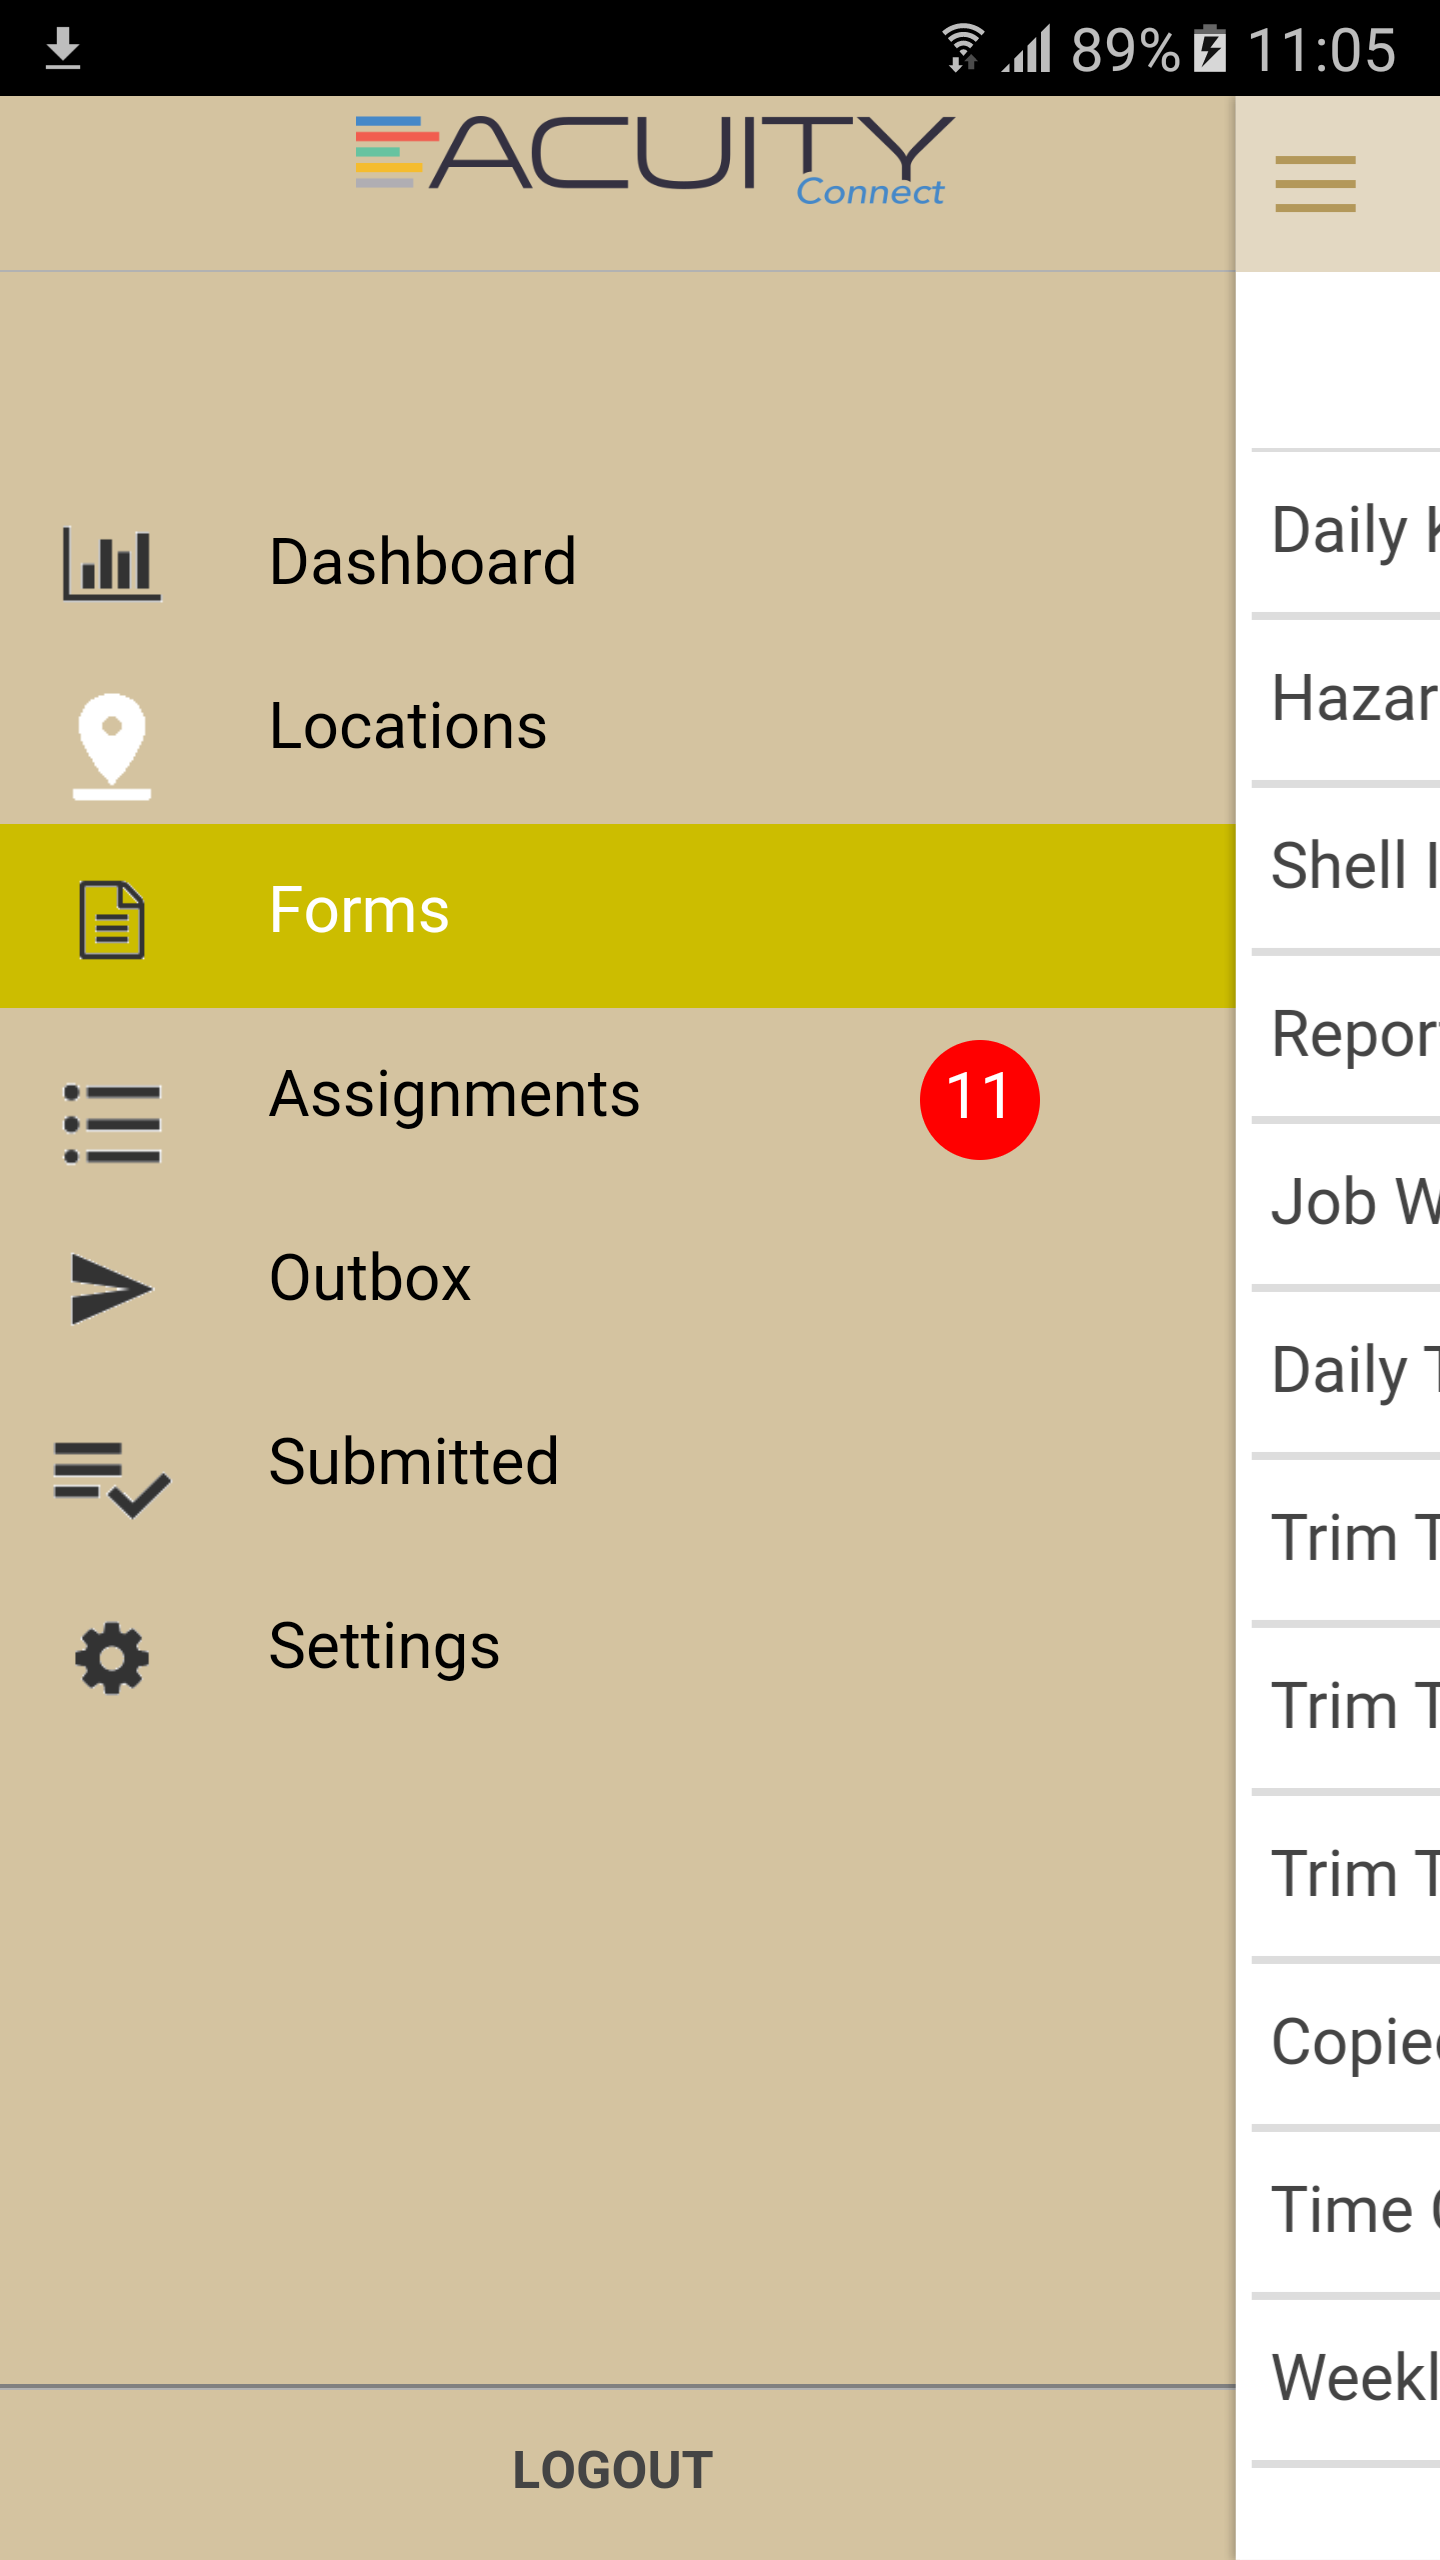 89% 11:05
ACUITY
Connect
Dashboard
Locations
Forms
Assignments 11
Outbox
Submitted
Settings
LOGOUT
Daily
Hazar
Shell
Repor
Job W
Daily T
Trim T
Trim T
Trim T
Copie
Time
Weekl